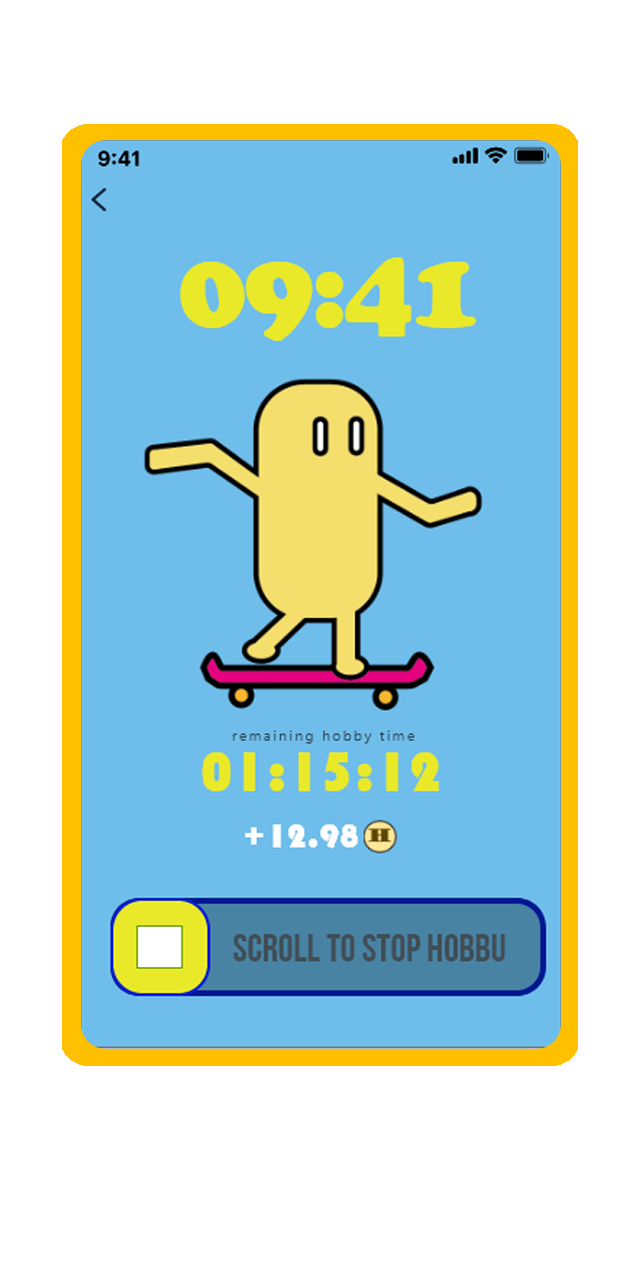 9:41
09:41
remaining hobby time
01:15:12
+12.98 H
SCROLL TO STOP HOBBU